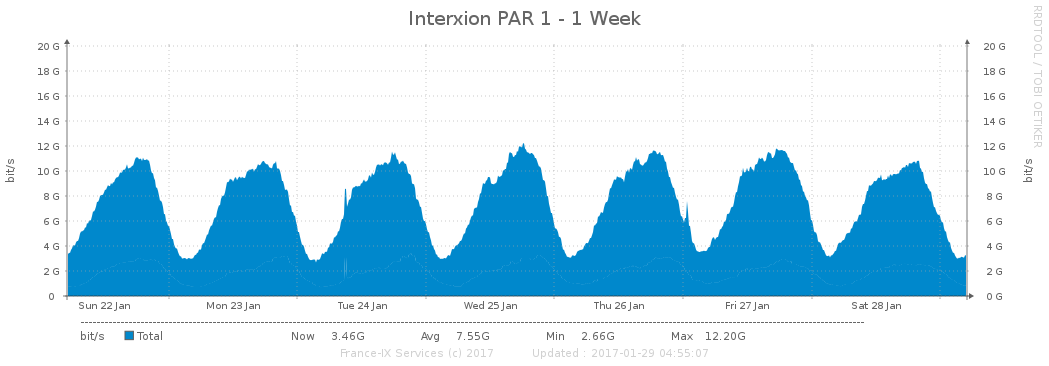 Interxion PAR 1 - 1 Week
RRDTOOL / TOBI OETIKER
20 G 20 G
18 G 18 G
16 G 16 G
14 G 14 G
12 G 12 G
10 G 10 G
8 G 8 G
6 G 6 G
4 G 4 G
2 G 2 G
0 0 G
bit/s
bit/s
Sun 22 Jan Mon 23 Jan Tue 24 Jan Wed 25 Jan Thu 26 Jan Fri 27 Jan Sat 28 Jan
bit/s Total Now 3.46G Avg 7.55G Min 2.66G Max 12.20G
France-IX Services (c) 2017 Updated : 2017-01-29 04:55:07